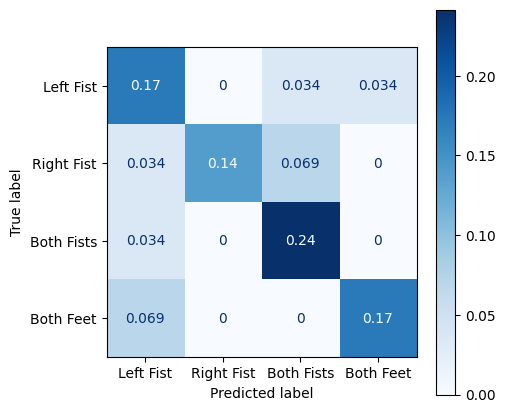 Left Fist 0.17 0 0.034 0.034
Right Fist 0.034 0.14 0.069 0
Both Fists 0.034 0 0.24 0
Both Feet 0.069 0 0 0.17
Left Fist Right Fist Both Fists Both Feet
Predicted label
True label
0.20
0.15
0.10
0.05
0.00